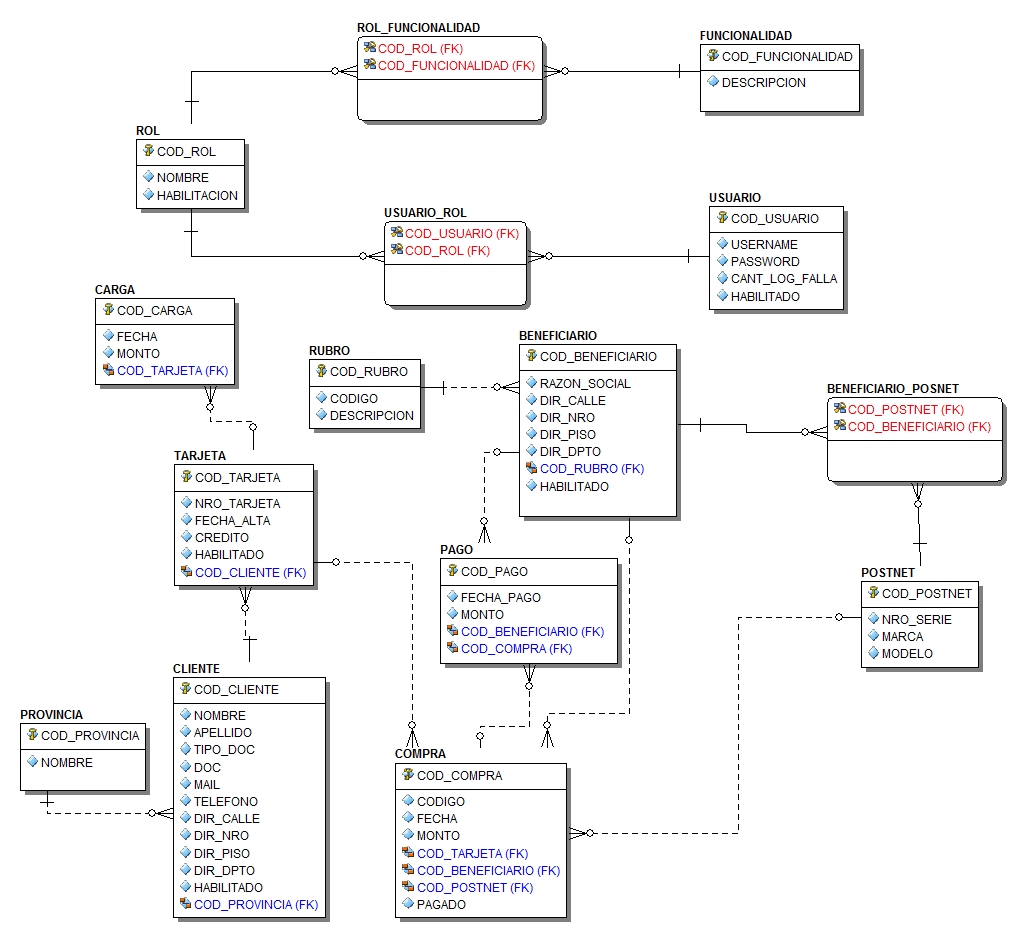 ROL_FUNCIONALIDAD
COD_ROL (FK)
COD_FUNCIONALIDAD (FK)
FUNCIONALIDAD
COD_FUNCIONALIDAD
DESCRIPCION
ROL
COD_ROL
NOMBRE
HABILITACION
USUARIO_ROL
COD_USUARIO (FK)
COD_ROL (FK)
USUARIO
COD_USUARIO
USERNAME
PASSWORD
CANT_LOG_FALLA
HABILITADO
CARGA
COD_CARGA
FECHA
MONTO
COD_TARJETA (FK)
RUBRO
COD_RUBRO
CODIGO
DESCRIPCION
BENEFICIARIO
COD_BENEFICIARIO
RAZON_SOCIAL
DIR_CALLE
DIR_NRO
DIR_PISO
DIR_DPTO
COD_RUBRO (FK)
HABILITADO
BENEFICIARIO_POSNET
COD_POSTNET (FK)
COD_BENEFICIARIO (FK)
TARJETA
COD_TARJETA
NRO_TARJETA
FECHA_ALTA
CREDITO
HABILITADO
COD_CLIENTE (FK)
PAGO
COD_PAGO
FECHA_PAGO
MONTO
COD_BENEFICIARIO (FK)
COD_COMPRA (FK)
POSTNET
COD_POSTNET
NRO_SERIE
MARCA
MODELO
CLIENTE
COD_CLIENTE
NOMBRE
APELLIDO
TIPO_DOC
DOC
MAIL
TELEFONO
DIR_CALLE
DIR_NRO
DIR_PISO
DIR_DPTO
HABILITADO
COD_PROVINCIA (FK)
PROVINCIA
COD_PROVINCIA
NOMBRE
COMPRA
COD_COMPRA
CODIGO
FECHA
MONTO
COD_TARJETA (FK)
COD_BENEFICIARIO (FK)
COD_POSTNET (FK)
PAGADO